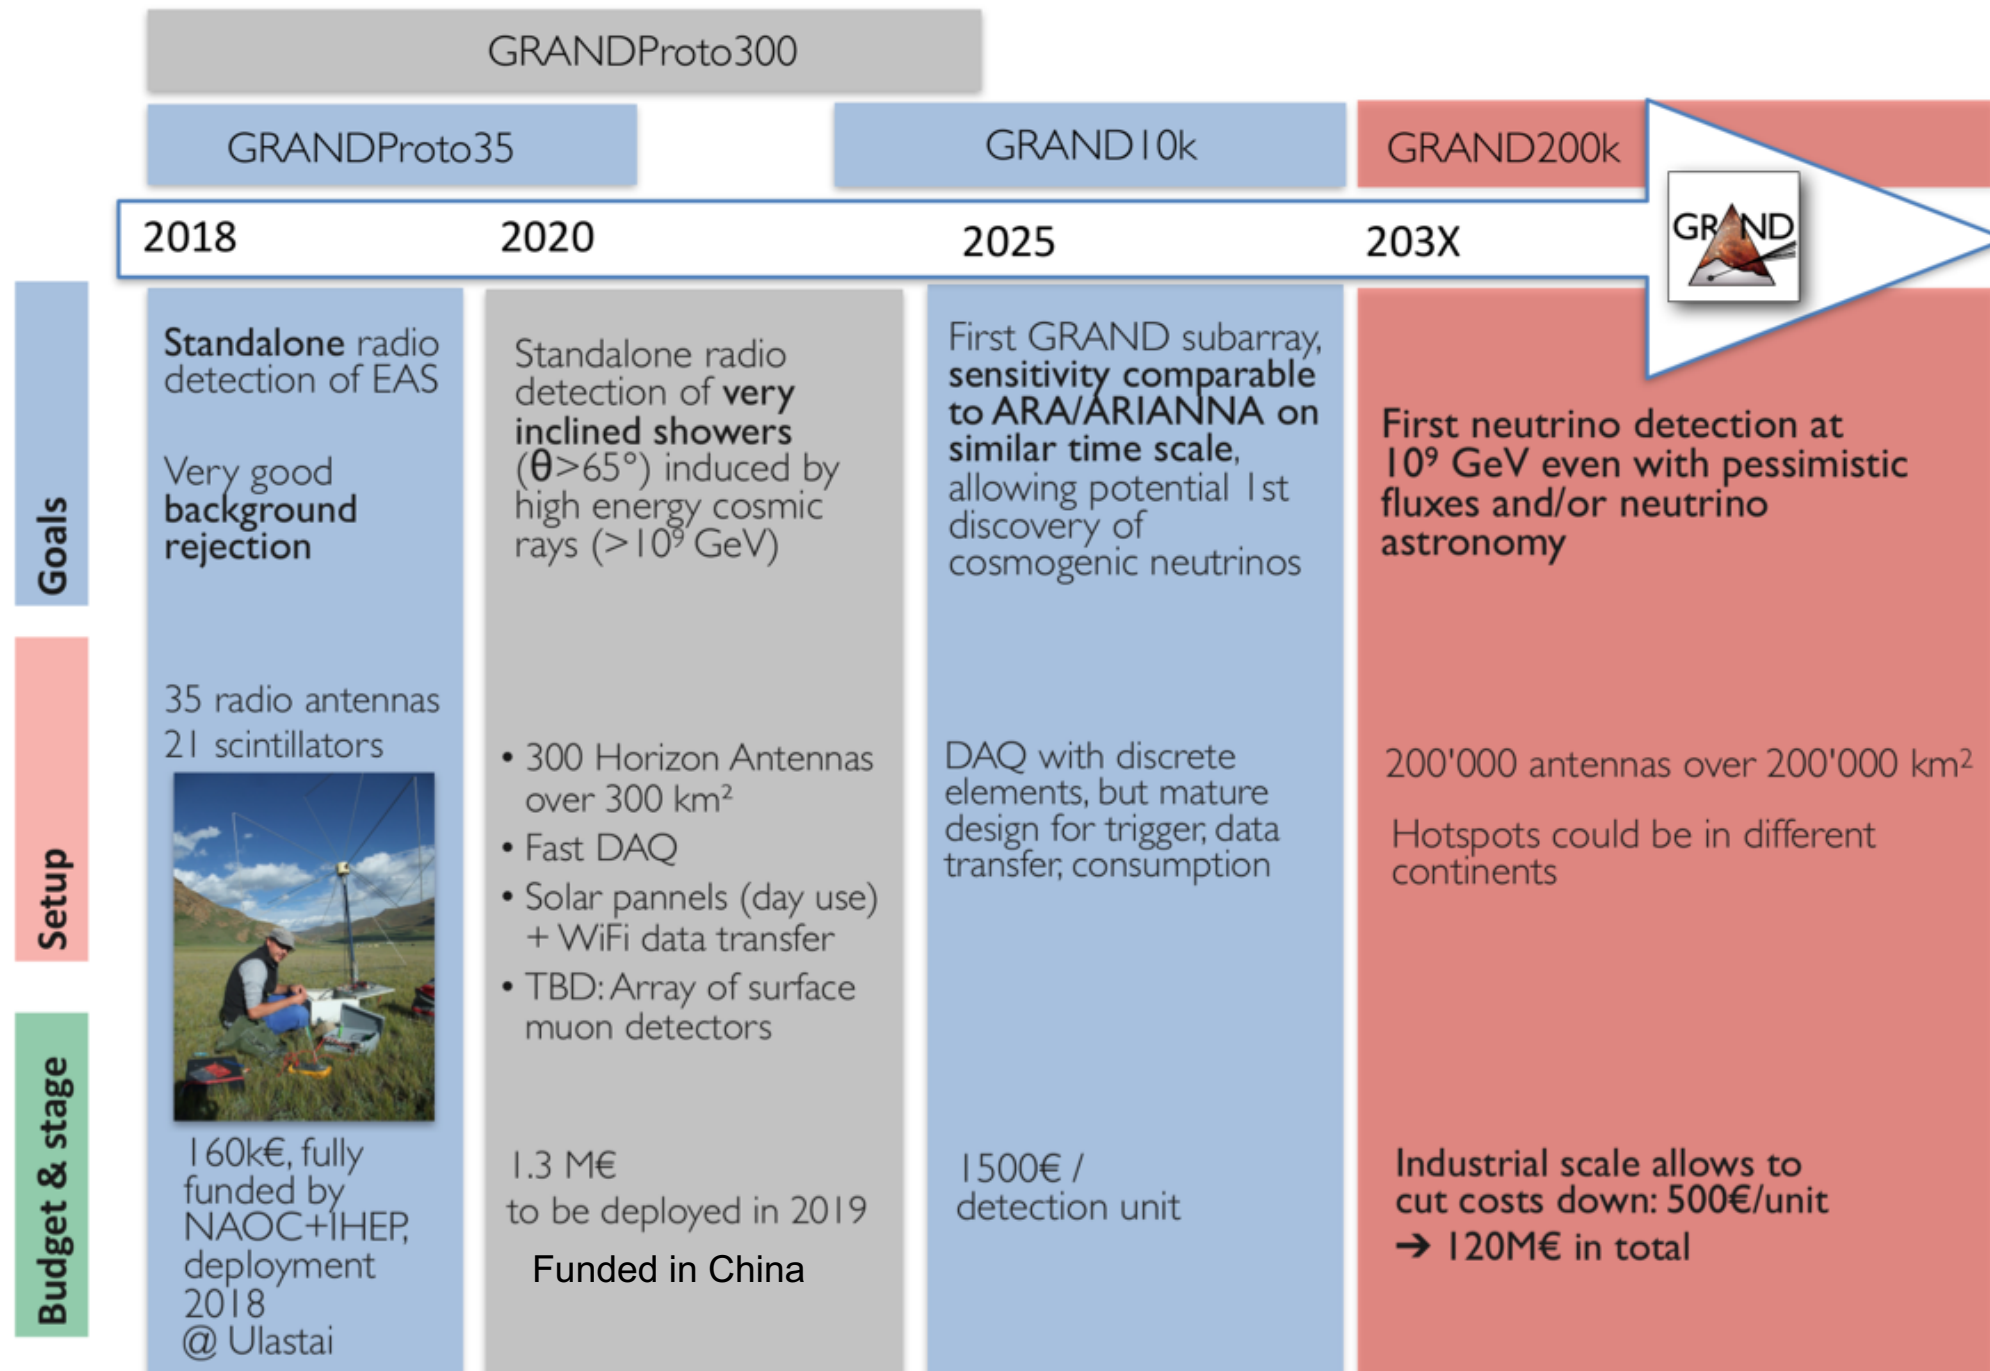 GRANDProto300
GRANDProto35
GRAND10k
GRAND200k
2018
2020
2025
203X
GRAND
Goals
Standalone radio
detection of EAS
Very good
background
rejection
Standalone radio
detection of very
inclined showers
(θ>65°) induced by
high energy cosmic
rays (>10⁹ GeV)
First GRAND subarray,
sensitivity comparable
to ARA/ARIANNA on
similar time scale,
allowing potential 1st
discovery of
cosmogenic neutrinos
First neutrino detection at
10⁹ GeV even with pessimistic
fluxes and/or neutrino
astronomy
Setup
35 radio antennas
21 scintillators
• 300 Horizon Antennas
over 300 km²
• Fast DAQ
• Solar pannels (day use)
+ WiFi data transfer
• TBD: Array of surface
muon detectors
DAQ with discrete
elements, but mature
design for trigger, data
transfer, consumption
200'000 antennas over 200'000 km²
Hotspots could be in different
continents
Budget & stage
160k€, fully
funded by
NAOC+IHEP,
deployment
2018
@ Ulastai
1.3 M€
to be deployed in 2019
Funded in China
1500€ /
detection unit
Industrial scale allows to
cut costs down: 500€/unit
➔ 120M€ in total